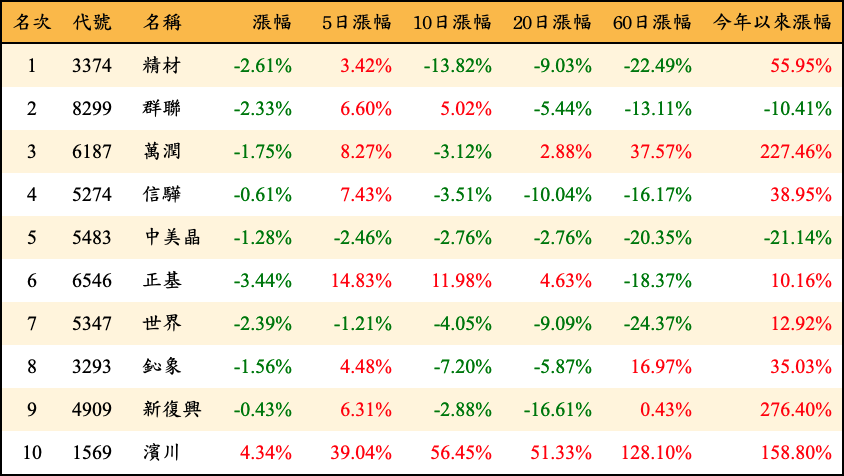 名次 代號 名稱 漲幅 5日漲幅 10日漲幅 20日漲幅 60日漲幅 今年以來漲幅
1 3374 精材 -2.61% 3.42% -13.82% -9.03% -22.49% 55.95%
2 8299 群聯 -2.33% 6.60% 5.02% -5.44% -13.11% -10.41%
3 6187 萬潤 -1.75% 8.27% -3.12% 2.88% 37.57% 227.46%
4 5274 信驊 -0.61% 7.43% -3.51% -10.04% -16.17% 38.95%
5 5483 中美晶 -1.28% -2.46% -2.76% -2.76% -20.35% -21.14%
6 6546 正基 -3.44% 14.83% 11.98% 4.63% -18.37% 10.16%
7 5347 世界 -2.39% -1.21% -4.05% -9.09% -24.37% 12.92%
8 3293 鈊象 -1.56% 4.48% -7.20% -5.87% 16.97% 35.03%
9 4909 新復興 -0.43% 6.31% -2.88% -16.61% 0.43% 276.40%
10 1569 濱川 4.34% 39.04% 56.45% 51.33% 128.10% 158.80%